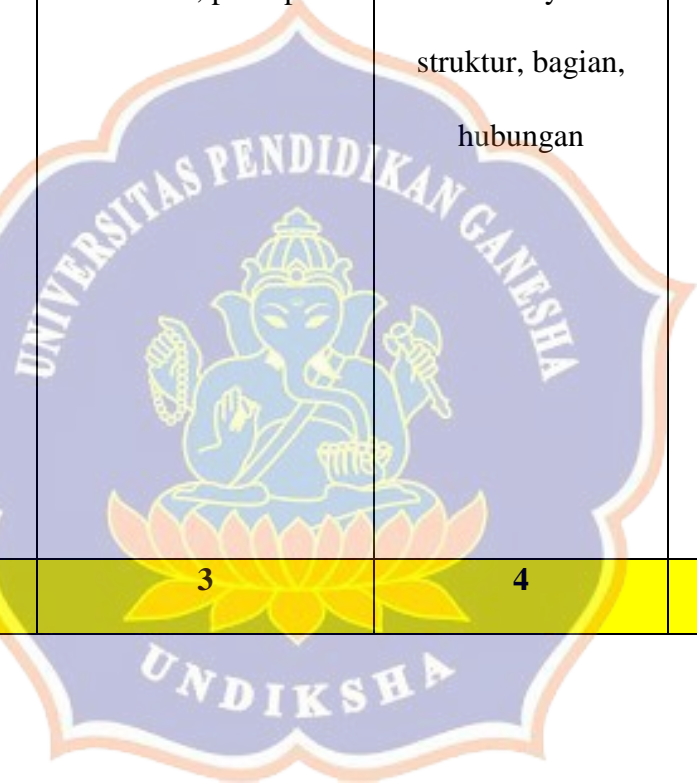 struktur, bagian,
hubungan
UNIVERSITAS PENDIDIKAN GANESHA
3 4
UNDIKSHA